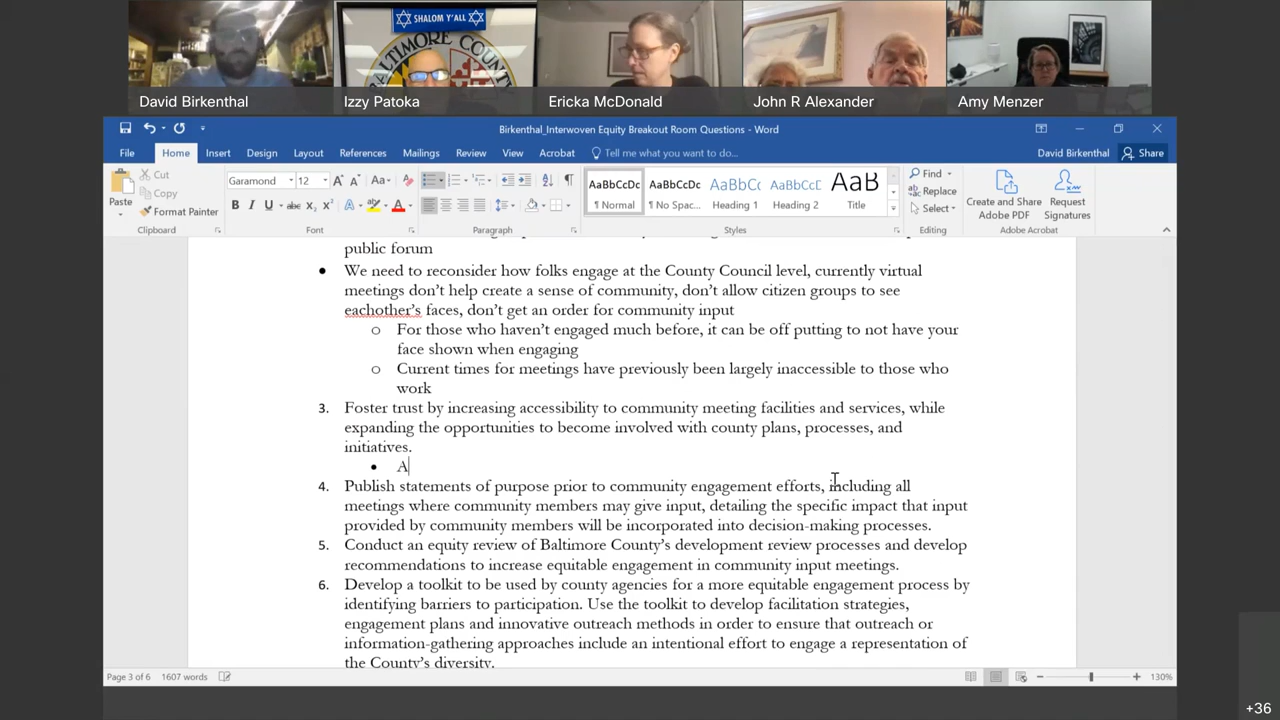 SHALOM Y'ALL
BALTIMORE COUNTY
David Birkenthal
Izzy Patoka
Ericka McDonald
John R Alexander
Amy Menzer
Birkenthal_Interwoven Equity Breakout Room Questions - Word
File Home Insert Design Layout References Mailings Review View Acrobat Tell me what you want to do... David Birkenthal Share
Paste
Cut
Copy
Format Painter
Clipboard
Garamond 12
Font
Paragraph
AaBbCcDc AaBbCcDc AaBbCc AaBbCcD AaB
¶ Normal ¶ No Spac... Heading 1 Heading 2 Title
Styles
Find
Replace
Select
Editing
Create and Share Adobe PDF
Request Signatures
Adobe Acrobat
public forum
• We need to reconsider how folks engage at the County Council level, currently virtual
meetings don't help create a sense of community, don't allow citizen groups to see
eachother's faces, don't get an order for community input
o For those who haven't engaged much before, it can be off putting to not have your
face shown when engaging
o Current times for meetings have previously been largely inaccessible to those who
work
3. Foster trust by increasing accessibility to community meeting facilities and services, while
expanding the opportunities to become involved with county plans, processes, and
initiatives.
• A
4. Publish statements of purpose prior to community engagement efforts, including all
meetings where community members may give input, detailing the specific impact that input
provided by community members will be incorporated into decision-making processes.
5. Conduct an equity review of Baltimore County's development review processes and develop
recommendations to increase equitable engagement in community input meetings.
6. Develop a toolkit to be used by county agencies for a more equitable engagement process by
identifying barriers to participation. Use the toolkit to develop facilitation strategies,
engagement plans and innovative outreach methods in order to ensure that outreach or
information-gathering approaches include an intentional effort to engage a representation of
the County's diversity.
Page 3 of 6 1607 words
130%
+36